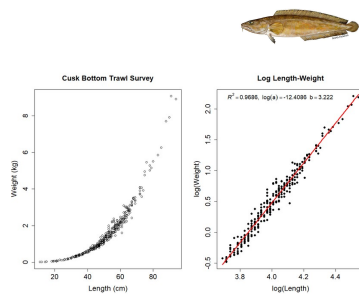 Cusk Bottom Trawl Survey
Weight (kg)
8
6
4
2
0
20
40
60
80
Length (cm)
Log Length-Weight
R² = 0.9686, log(a) = -12.4086 b = 3.222
log(Weight)
2.0
1.5
1.0
0.5
0.0
-0.5
3.8
4.0
4.2
4.4
log(Length)